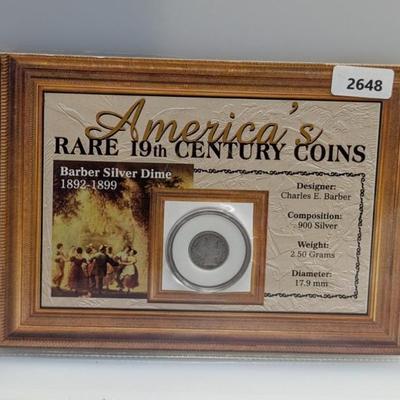 2648
America's
RARE 19th CENTURY COINS
Barber Silver Dime
1892-1899
Designer:
Charles E. Barber
Composition:
900 Silver
Weight:
2.50 Grams
Diameter:
17.9 mm